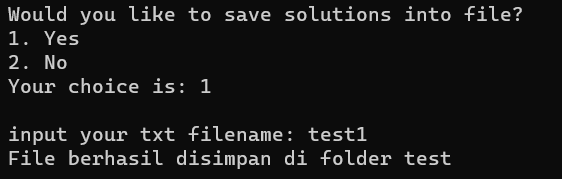 Would you like to save solutions into file?
1. Yes
2. No
Your choice is: 1
input your txt filename: test1
File berhasil disimpan di folder test